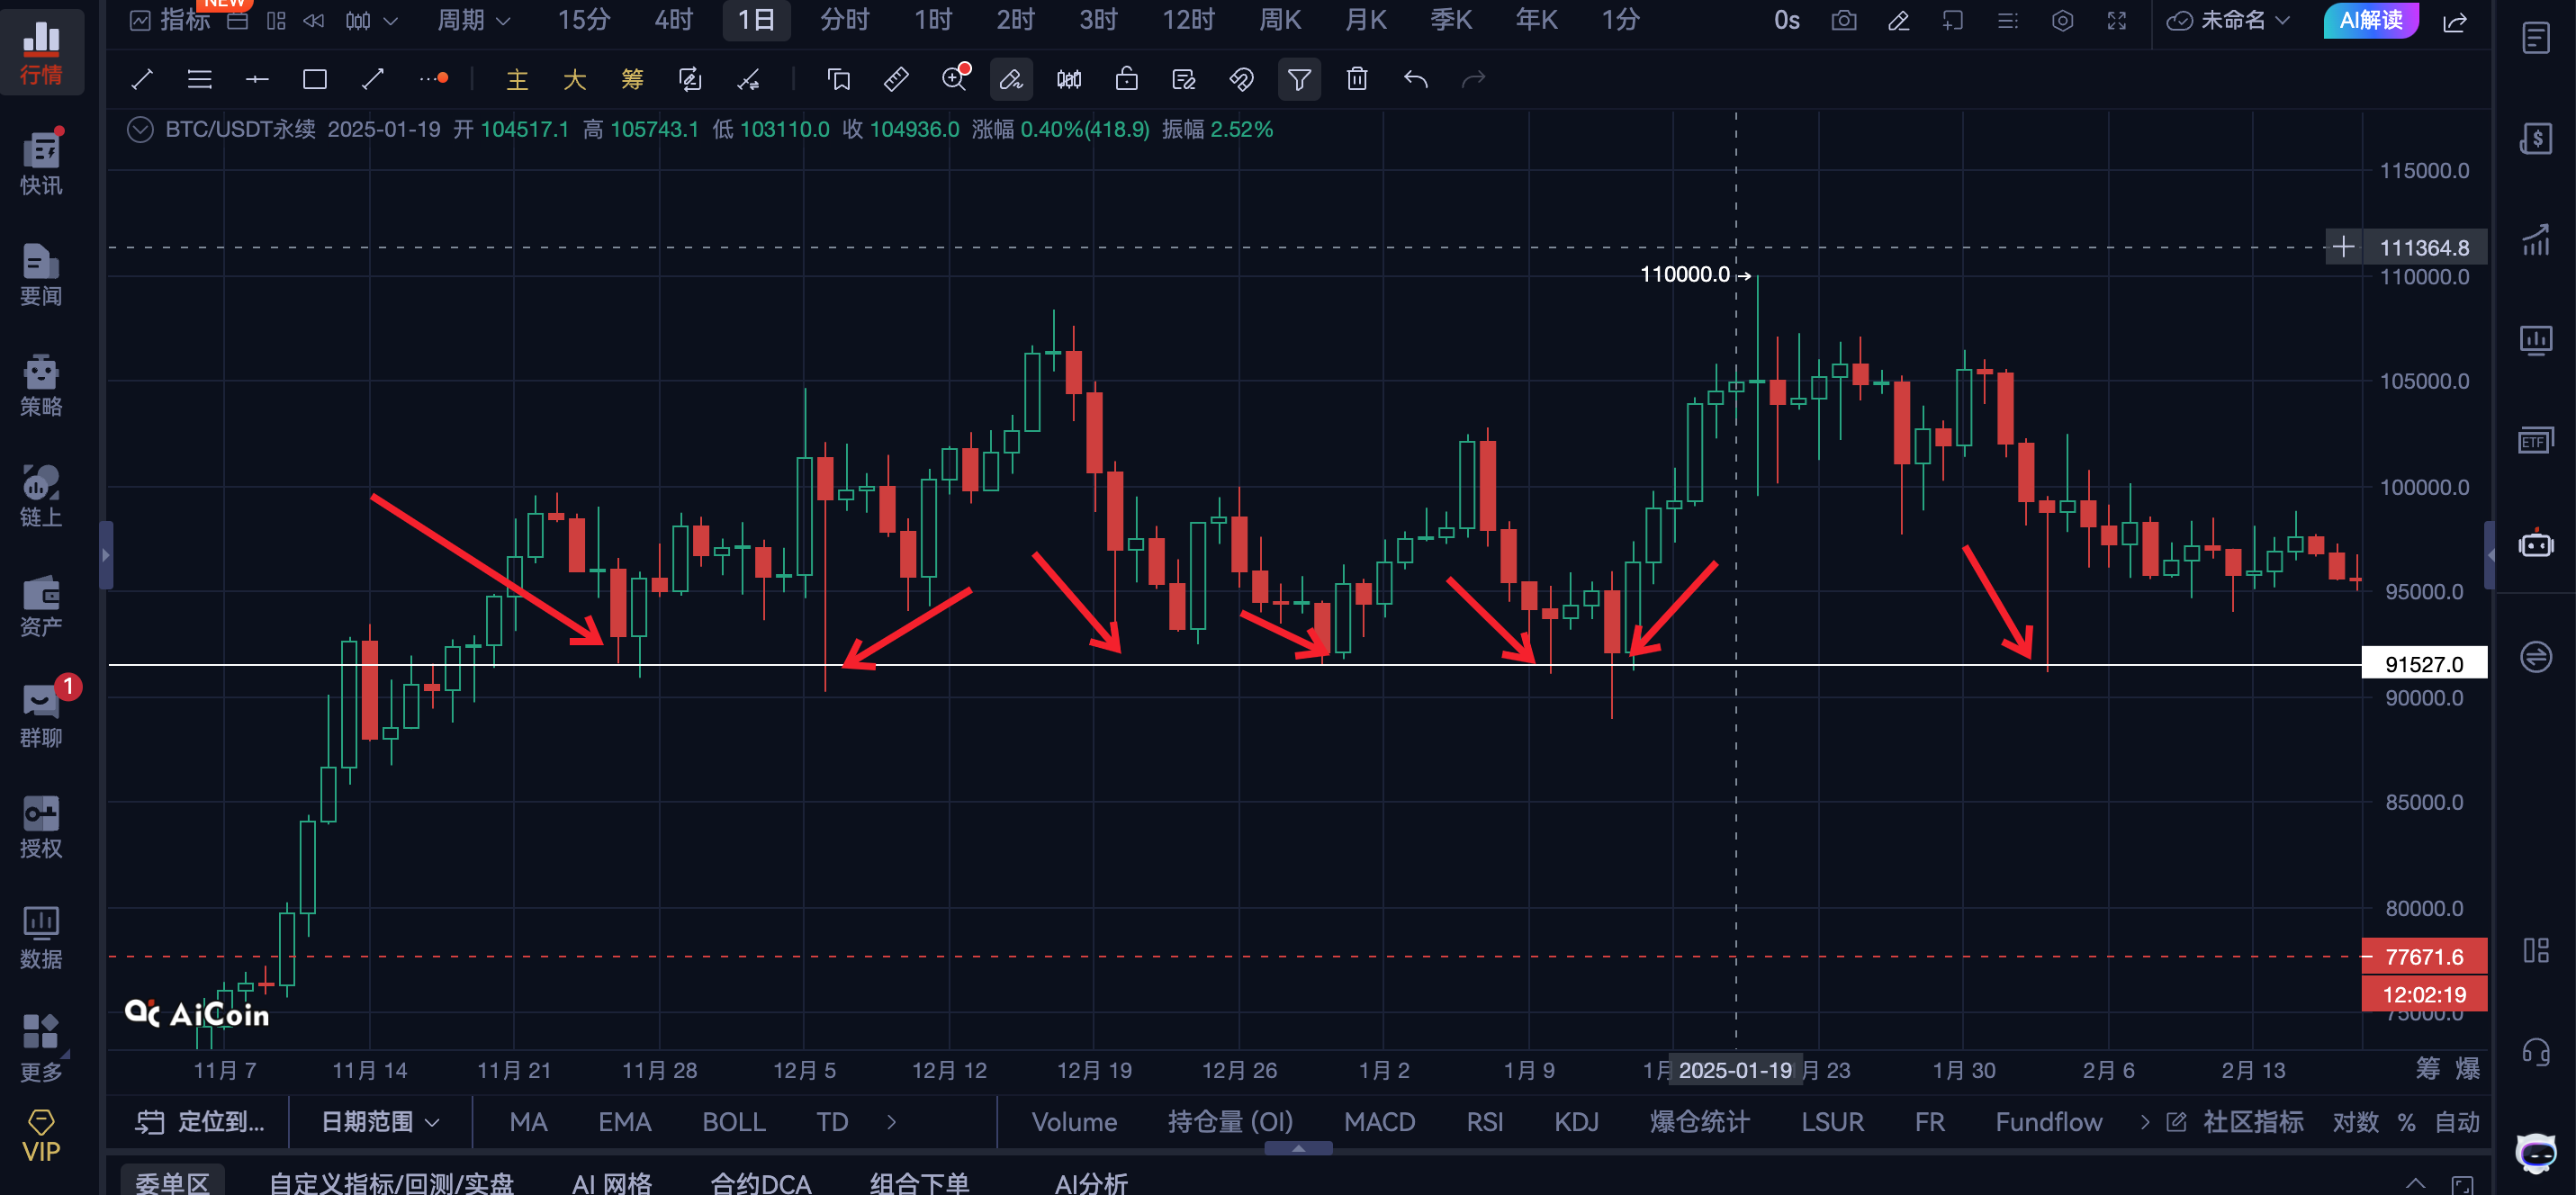 行情
快讯
要闻
策略
链上
资产
1
群聊
授权
数据
更多
VIP
指标 NEW 周期 15分 4时 1日 分时 1时 2时 3时 12时 周K 月K 季K 年K 1分 0s 未命名 AI解读
主 大 筹
BTC/USDT永续 2025-01-19 开 104517.1 高 105743.1 低 103110.0 收 104936.0 涨幅 0.40%(418.9) 振幅 2.52%
115000.0
111364.8
110000.0
110000.0→
105000.0
100000.0
95000.0
91527.0
90000.0
85000.0
80000.0
77671.6
12:02:19
75000.0
AiCoin
ETF
11月 7 11月 14 11月 21 11月 28 12月 5 12月 12 12月 19 12月 26 1月 2 1月 9 1月 2025-01-19 月 23 1月 30 2月 6 2月 13 筹 爆
定位到... 日期范围 MA EMA BOLL TD Volume 持仓量 (OI) MACD RSI KDJ 爆仓统计 LSUR FR Fundflow 社区指标 对数 % 自动
委单区 自定义指标/回测/实盘 AI 网格 合约DCA 组合下单 AI分析